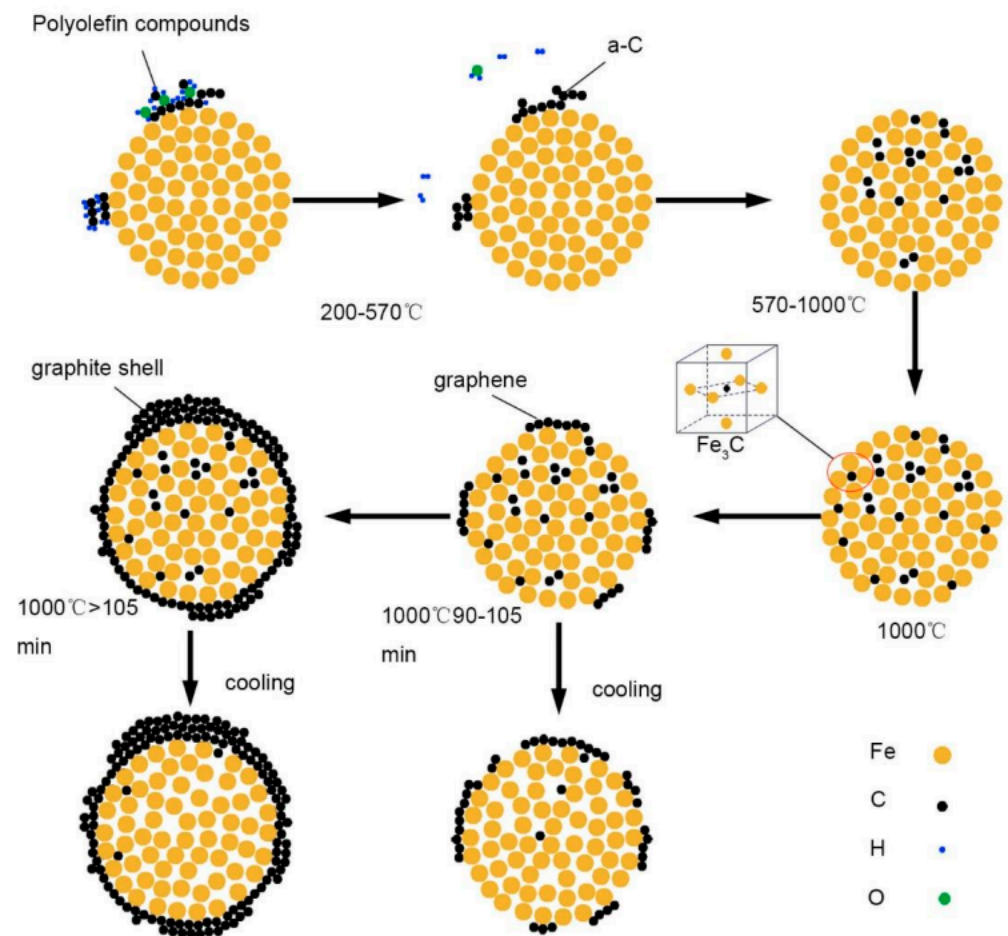 Polyolefin compounds
a-C
200-570℃
570-1000℃
graphite shell
graphene
Fe₃C
1000℃>105
min
1000℃90-105
min
1000℃
cooling
cooling
Fe
C
H
O